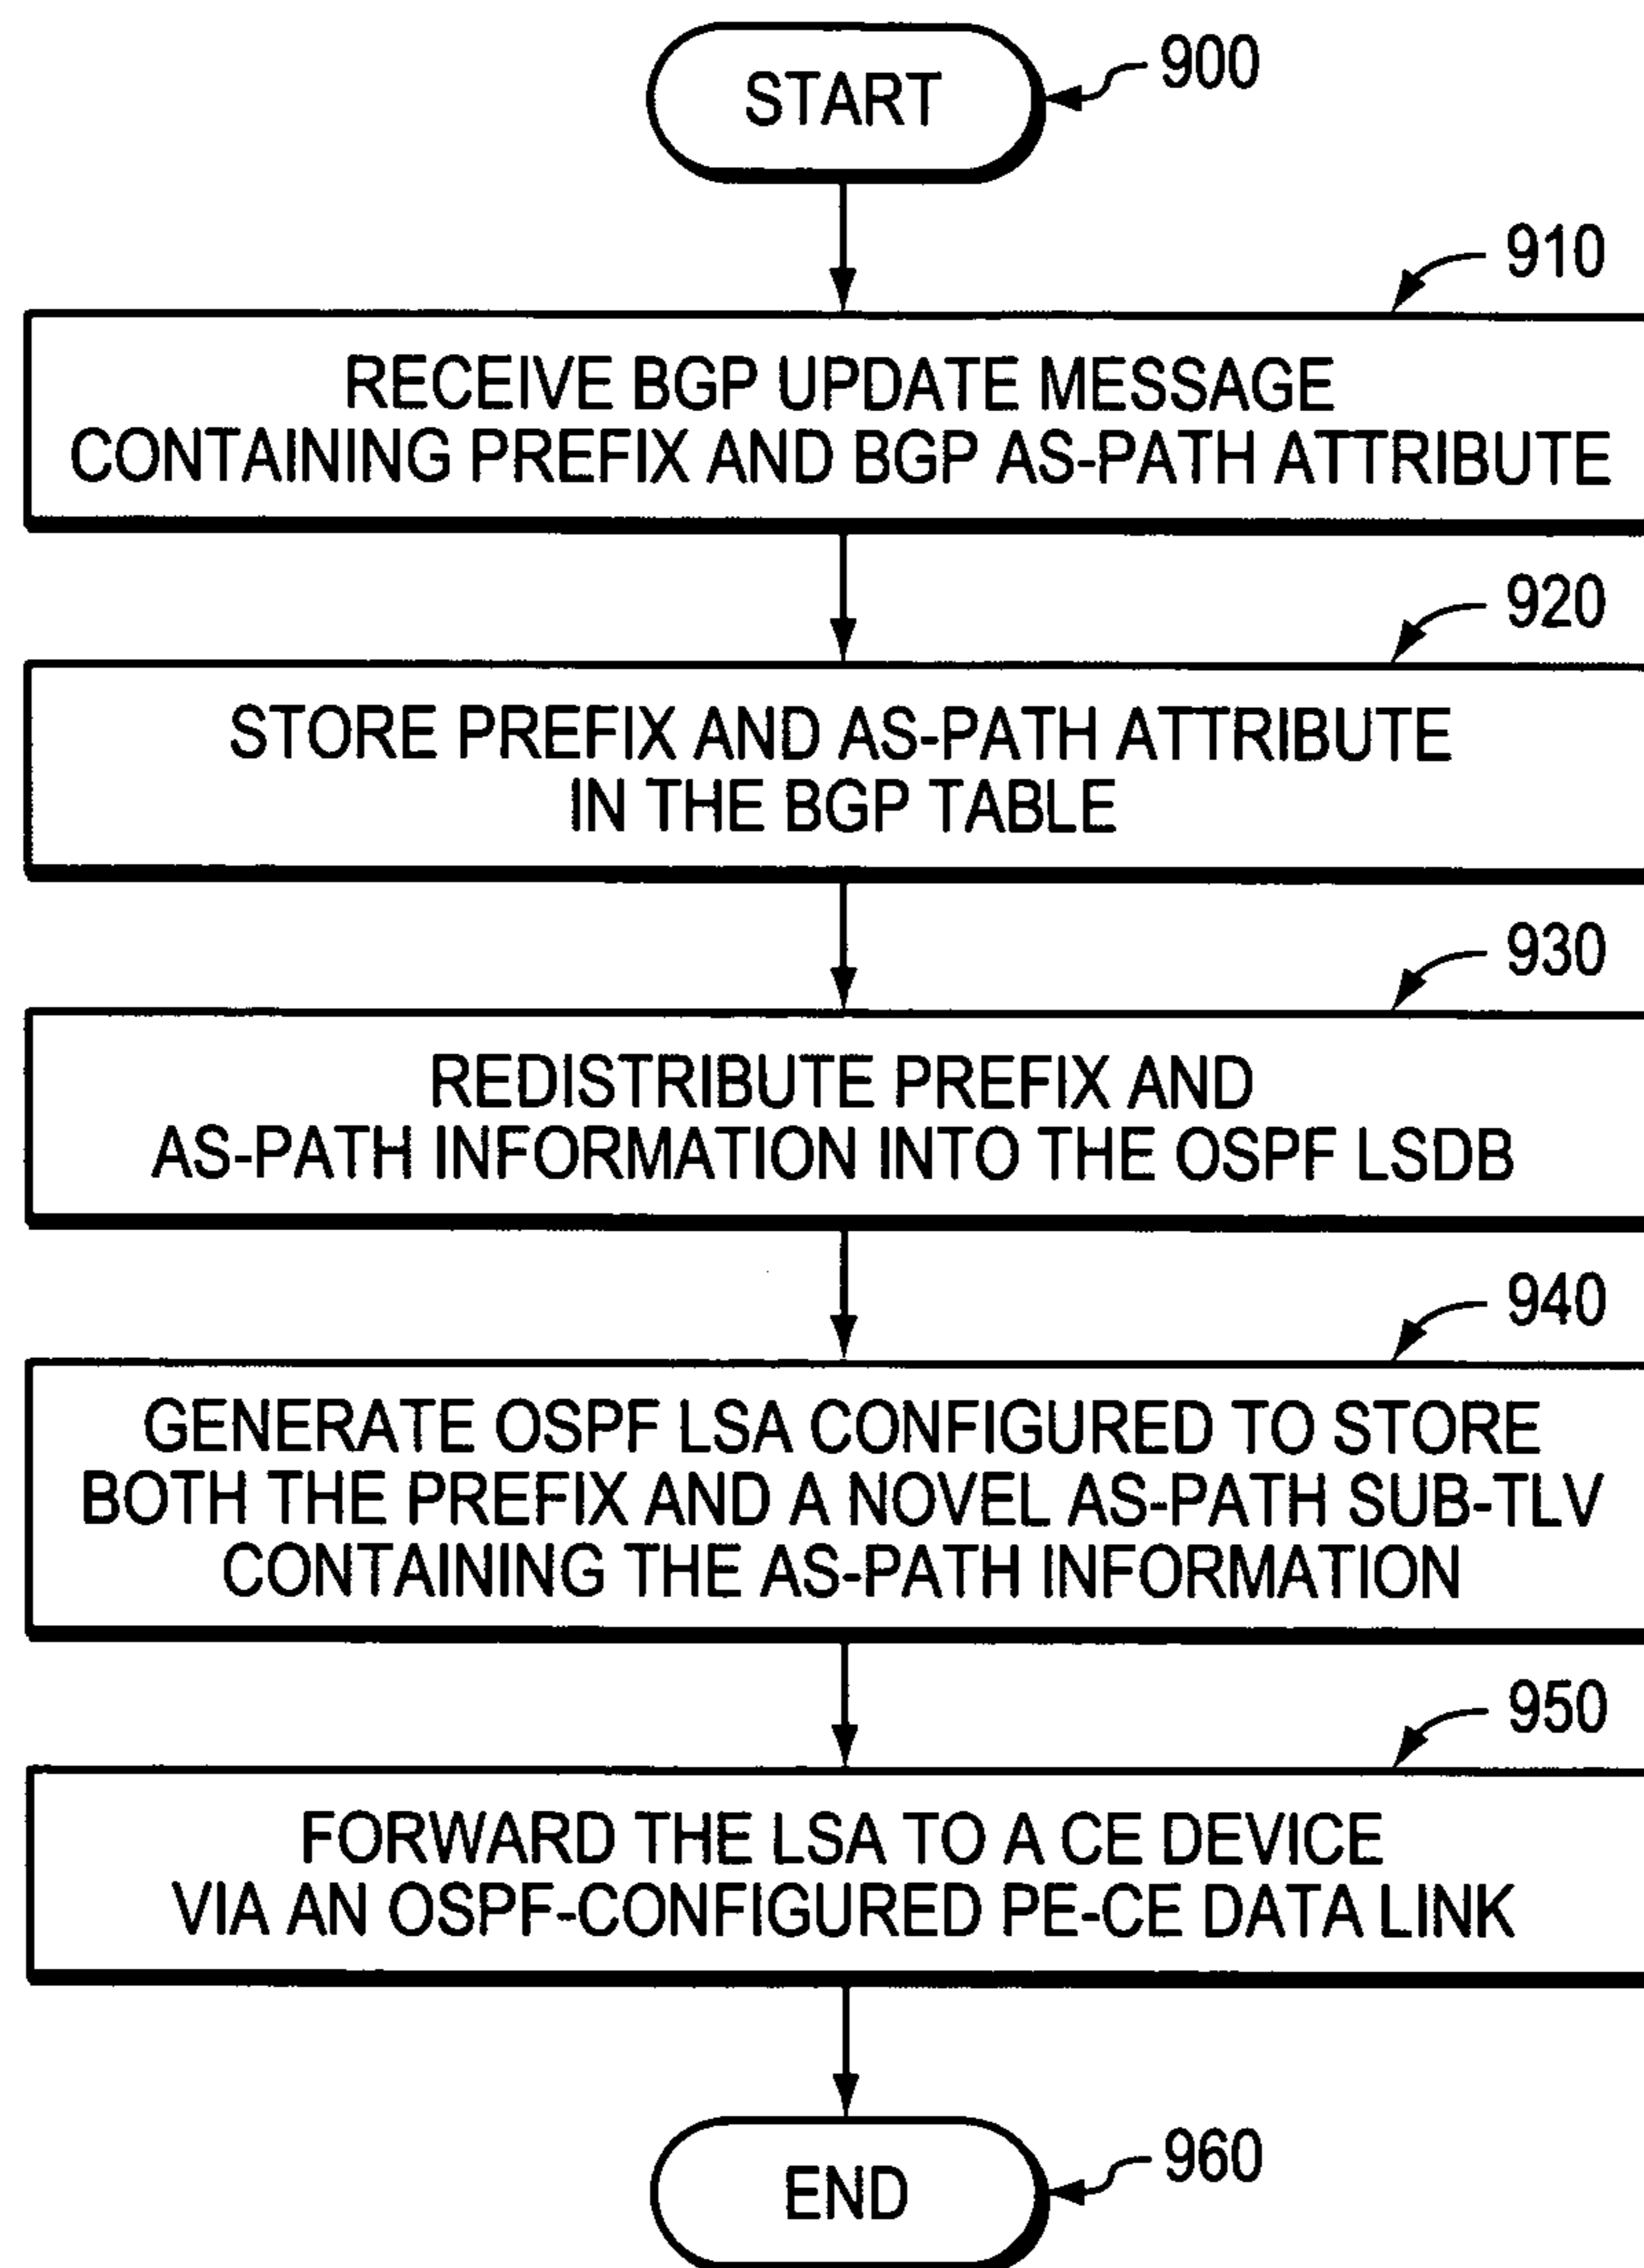 START
900
910
RECEIVE BGP UPDATE MESSAGE
CONTAINING PREFIX AND BGP AS-PATH ATTRIBUTE
920
STORE PREFIX AND AS-PATH ATTRIBUTE
IN THE BGP TABLE
930
REDISTRIBUTE PREFIX AND
AS-PATH INFORMATION INTO THE OSPF LSDB
940
GENERATE OSPF LSA CONFIGURED TO STORE
BOTH THE PREFIX AND A NOVEL AS-PATH SUB-TLV
CONTAINING THE AS-PATH INFORMATION
950
FORWARD THE LSA TO A CE DEVICE
VIA AN OSPF-CONFIGURED PE-CE DATA LINK
END
960